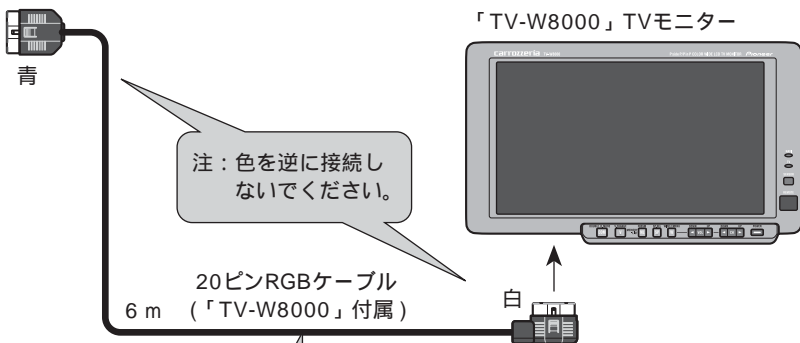 「TV-W8000」TVモニター
carrozzeria
Pioneer
青
注：色を逆に接続し
ないでください。
20ピンRGBケーブル
6 m (「TV-W8000」付属)
白